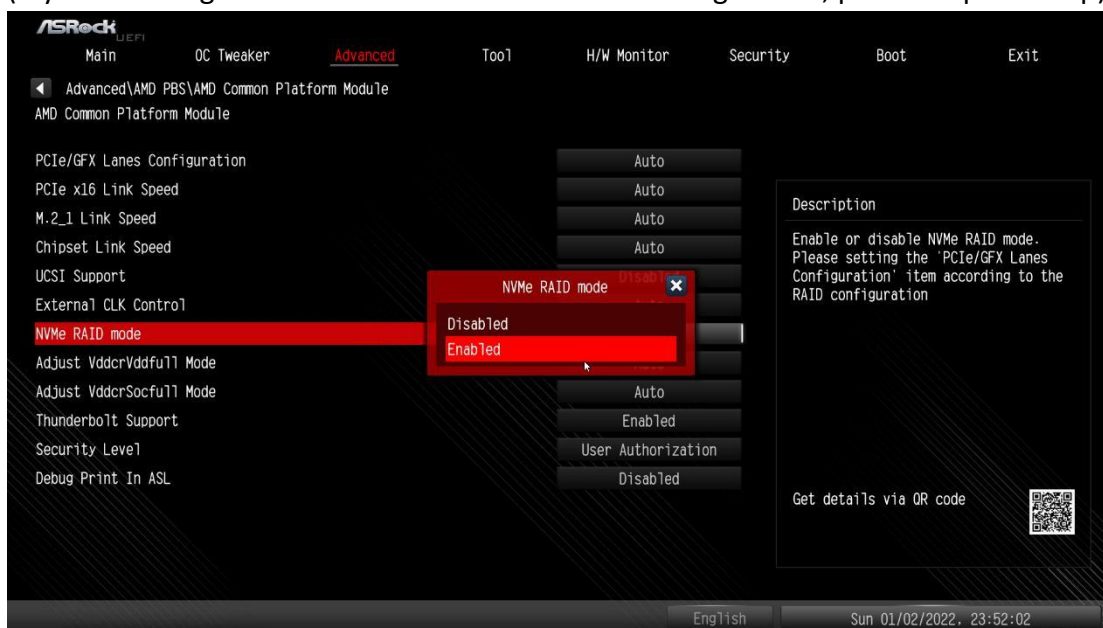 ASRock
UEFI
Main OC Tweaker Advanced Tool H/W Monitor Security Boot Exit
Advanced\AMD PBS\AMD Common Platform Module
AMD Common Platform Module
PCIe/GFX Lanes Configuration Auto
PCIe x16 Link Speed Auto
M.2_1 Link Speed Auto
Chipset Link Speed Auto
UCSI Support Disabled
External CLK Control
NVMe RAID mode
Adjust VddcrVddfull Mode
Adjust VddcrSocfull Mode Auto
Thunderbolt Support Enabled
Security Level User Authorization
Debug Print In ASL Disabled
NVMe RAID mode
Disabled
Enabled
Description
Enable or disable NVMe RAID mode.
Please setting the 'PCIe/GFX Lanes
Configuration' item according to the
RAID configuration
Get details via QR code
English Sun 01/02/2022, 23:52:02